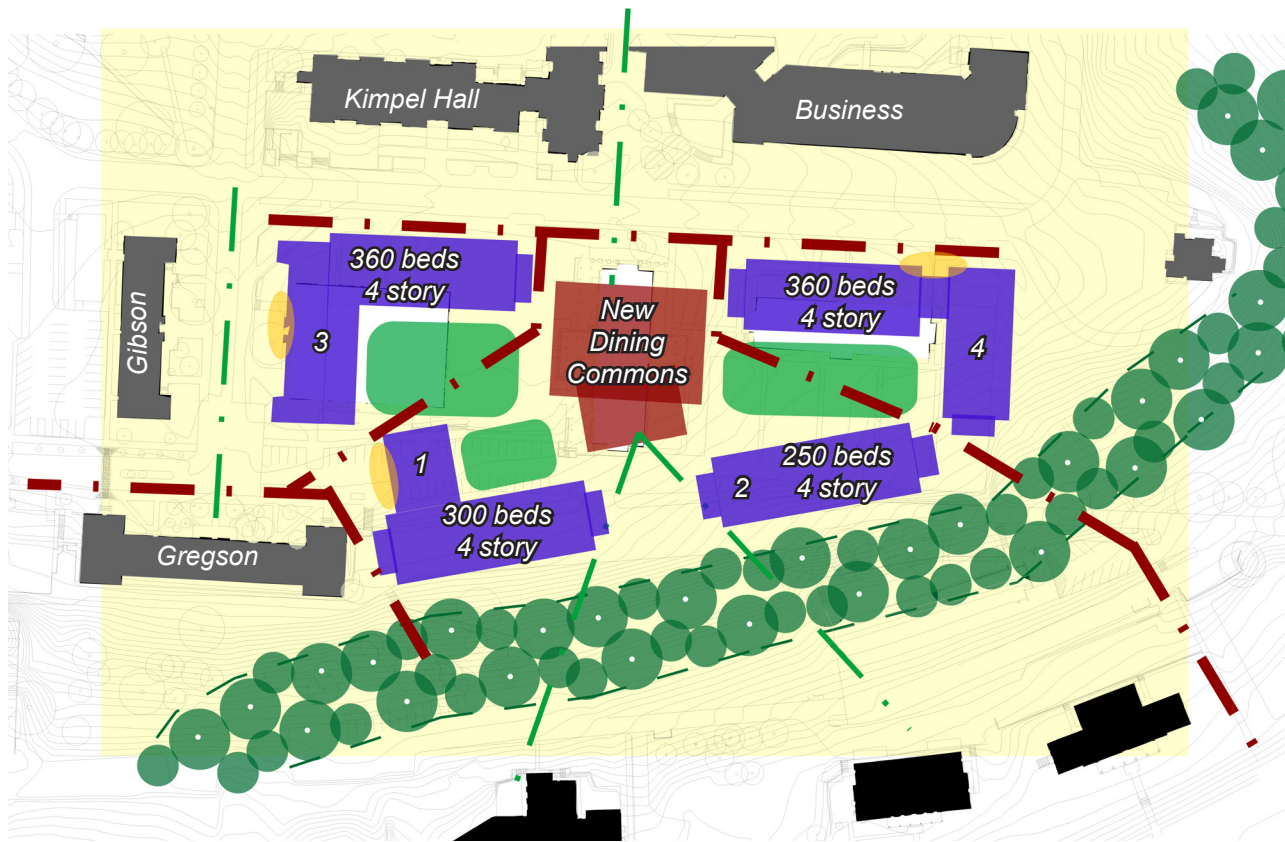 Kimpel Hall
Business
Gibson
360 beds
4 story
3
New
Dining
Commons
360 beds
4 story
4
1
300 beds
4 story
2
250 beds
4 story
Gregson